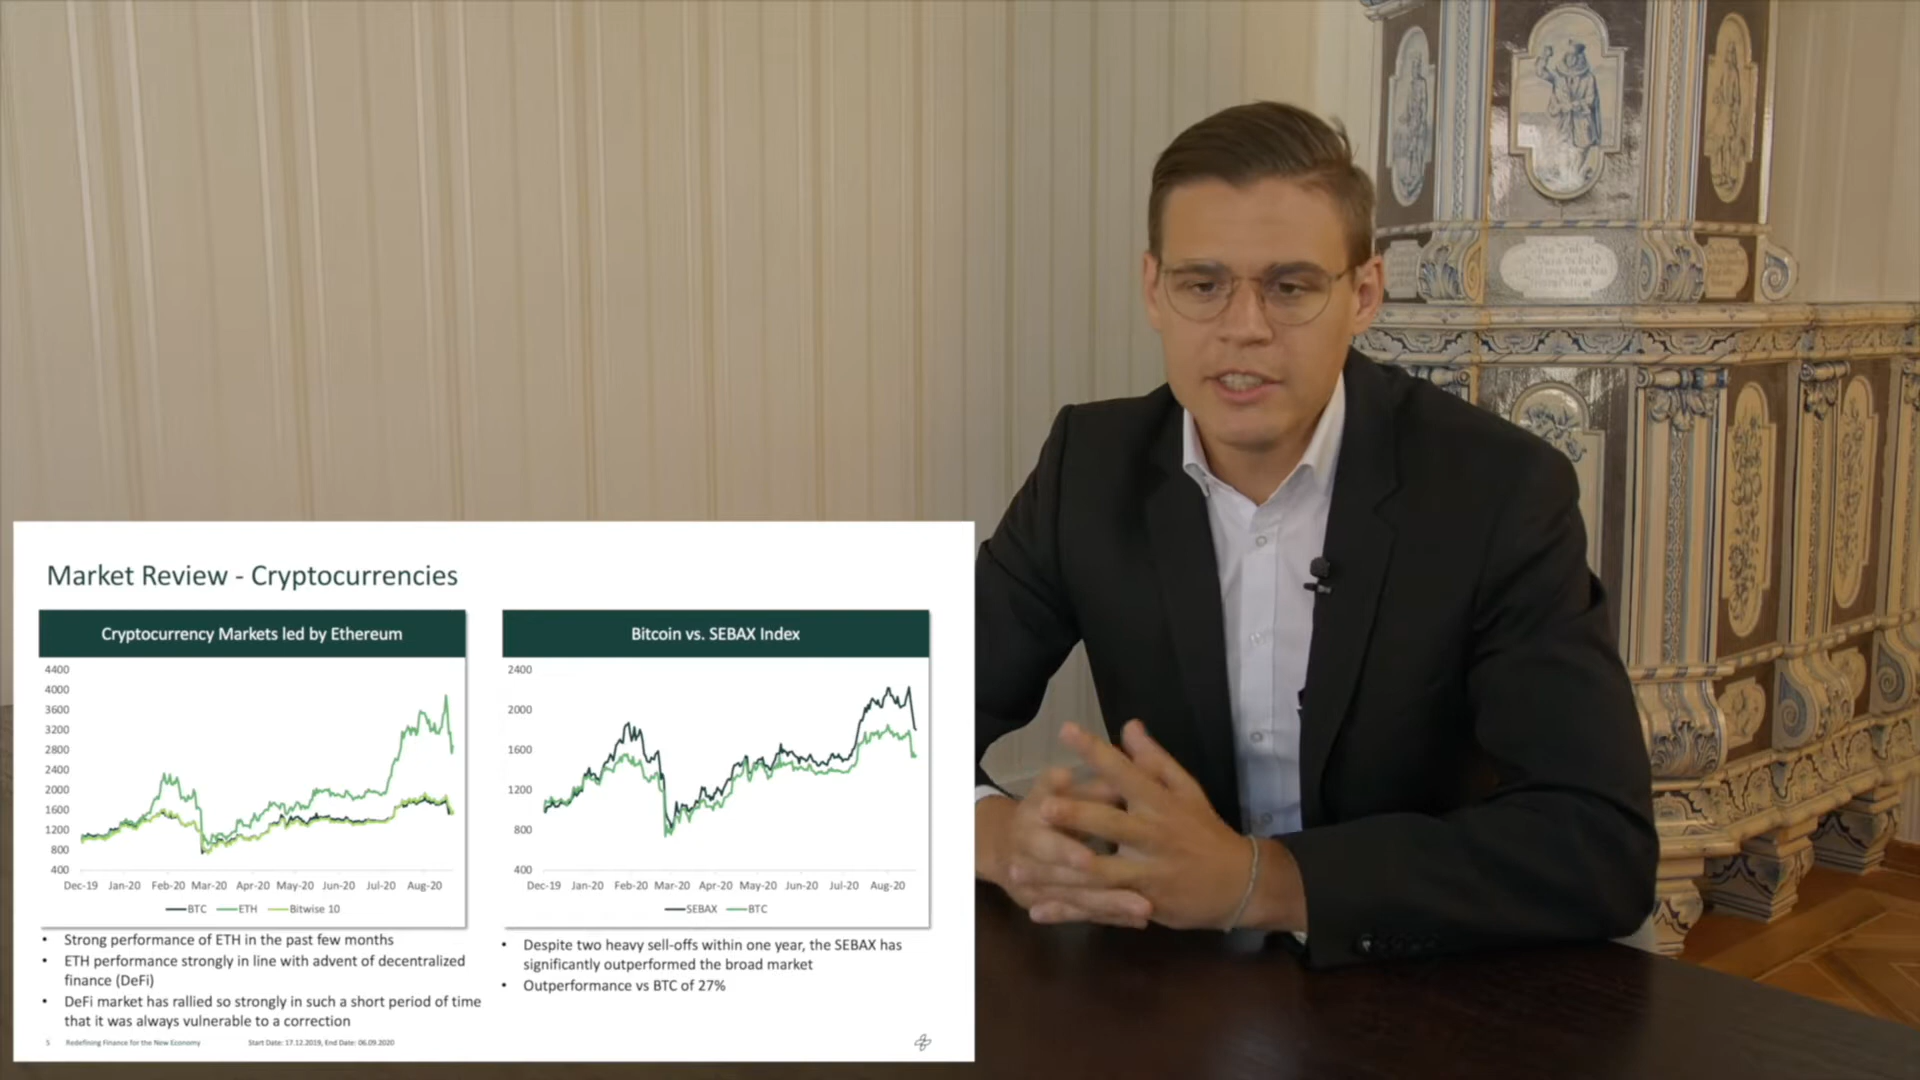 Market Review - Cryptocurrencies
Cryptocurrency Markets led by Ethereum
4400
4000
3600
3200
2800
2400
2000
1600
1200
800
400
Dec-19 Jan-20 Feb-20 Mar-20 Apr-20 May-20 Jun-20 Jul-20 Aug-20
BTC ETH Bitwise 10
• Strong performance of ETH in the past few months
• ETH performance strongly in line with advent of decentralized
finance (DeFi)
• DeFi market has rallied so strongly in such a short period of time
that it was always vulnerable to a correction
Bitcoin vs. SEBAX Index
2400
2000
1600
1200
800
400
Dec-19 Jan-20 Feb-20 Mar-20 Apr-20 May-20 Jun-20 Jul-20 Aug-20
SEBAX BTC
• Despite two heavy sell-offs within one year, the SEBAX has
significantly outperformed the broad market
• Outperformance vs BTC of 27%
5 Redefining Finance for the New Economy Start Date: 17.12.2019, End Date: 06.09.2020